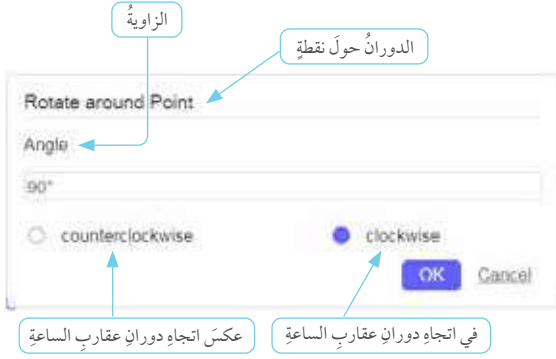 الزاويةُ
الدورانُ حولَ نقطةٍ
Rotate around Point
Angle
90°
counterclockwise
clockwise
OK
Cancel
عكسَ اتجاهِ دورانِ عقاربِ الساعةِ
في اتجاهِ دورانِ عقاربِ الساعةِ